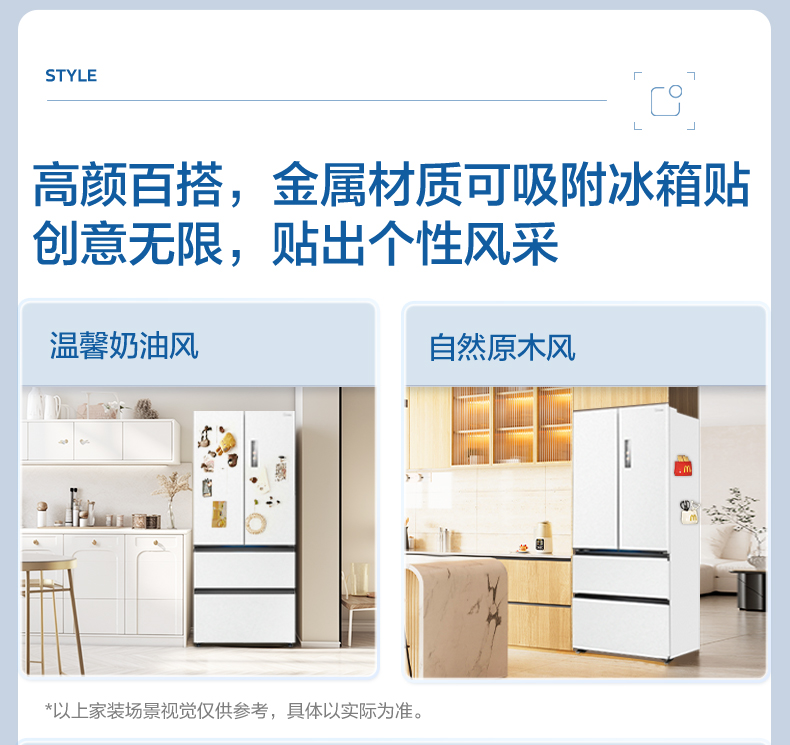 STYLE
高颜百搭，金属材质可吸附冰箱贴
创意无限，贴出个性风采
温馨奶油风
自然原木风
*以上家装场景视觉仅供参考，具体以实际为准。